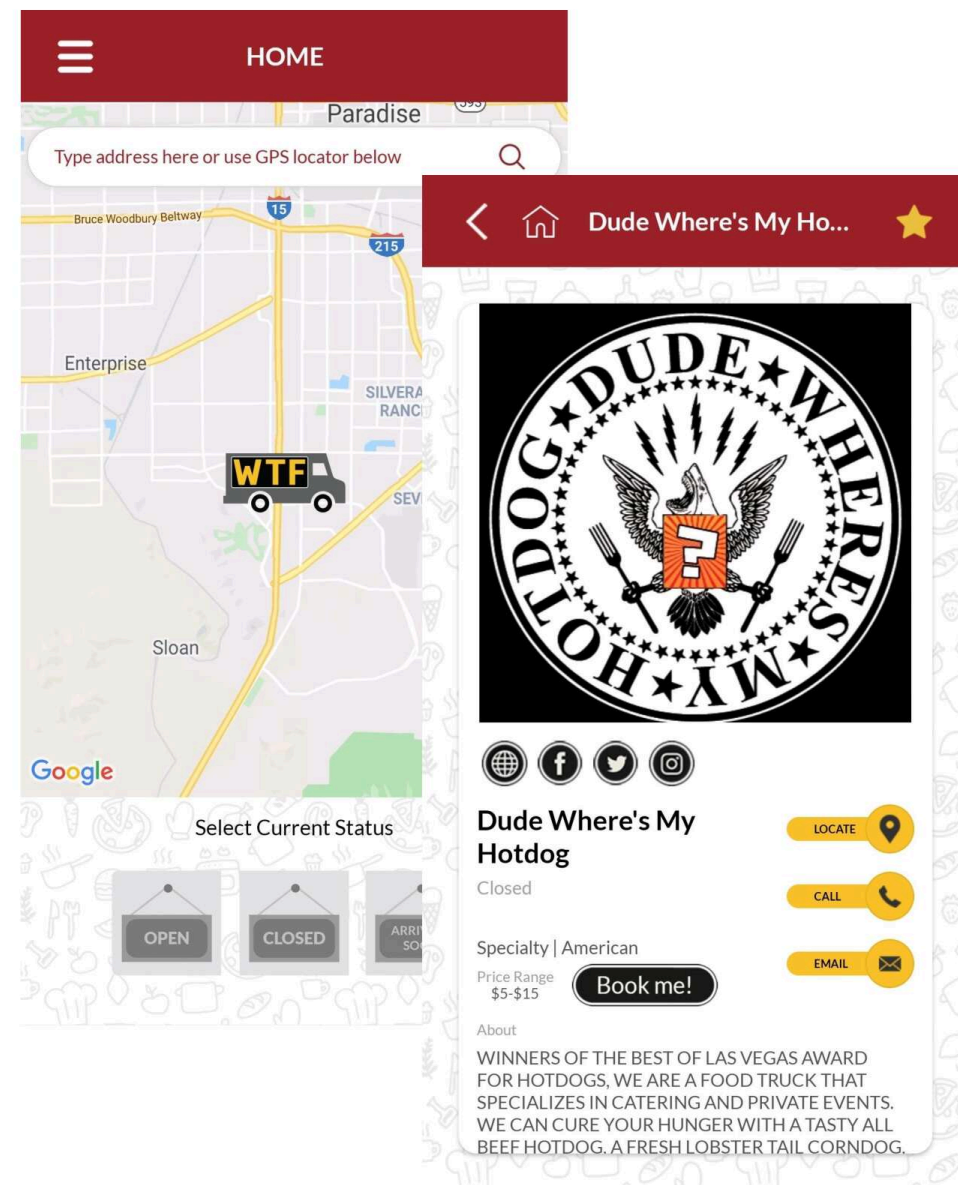 HOME
Paradise
593
Type address here or use GPS locator below
15
Bruce Woodbury Beltway
215
Enterprise
SILVERA
RANC
WTF
SEV
Sloan
Google
Select Current Status
OPEN
CLOSED
ARRI
SO
Dude Where's My Ho...
DUDE ★ WHERES ★ MY ★ HOTDOG ★
?
Dude Where's My
Hotdog
LOCATE
Closed
CALL
Specialty | American
EMAIL
Price Range
$5-$15
Book me!
About
WINNERS OF THE BEST OF LAS VEGAS AWARD
FOR HOTDOGS, WE ARE A FOOD TRUCK THAT
SPECIALIZES IN CATERING AND PRIVATE EVENTS.
WE CAN CURE YOUR HUNGER WITH A TASTY ALL
BEEF HOTDOG, A FRESH LOBSTER TAIL CORNDOG,